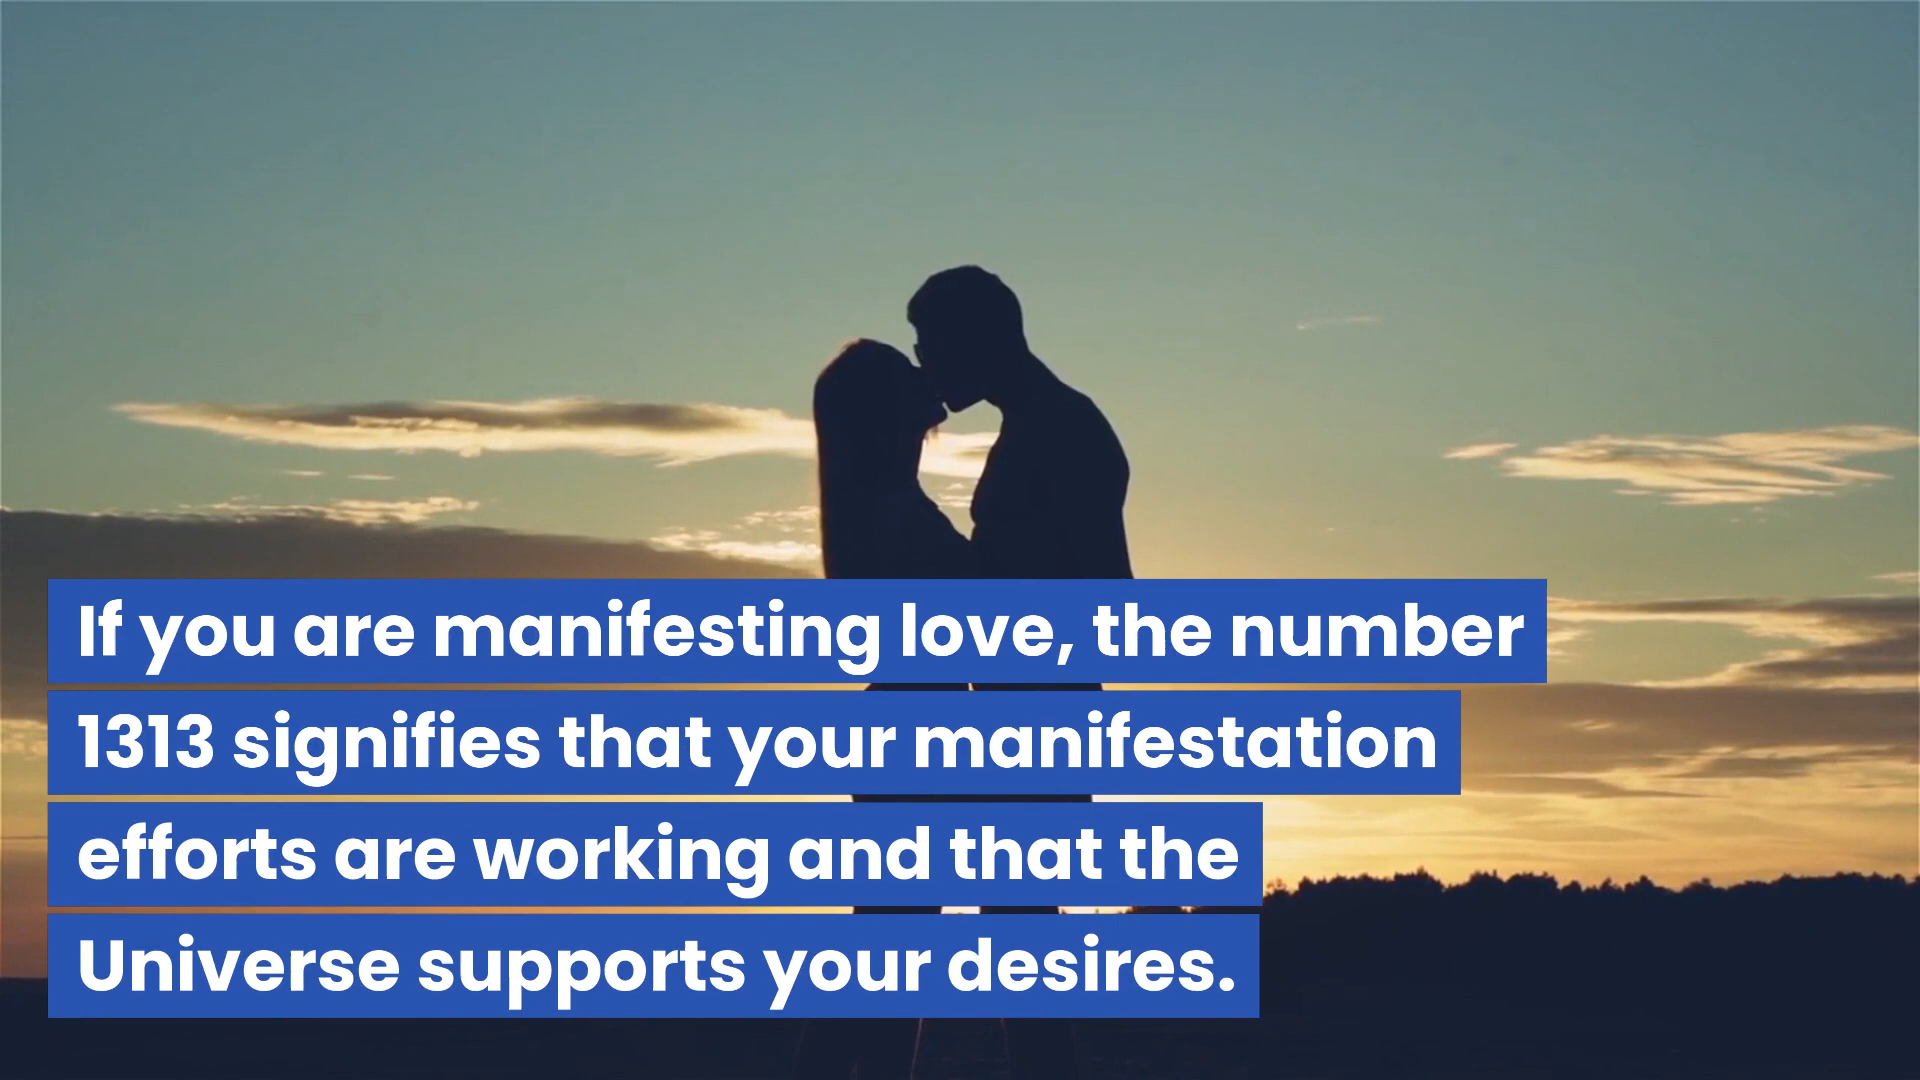 If you are manifesting love, the number
1313 signifies that your manifestation
efforts are working and that the
Universe supports your desires.